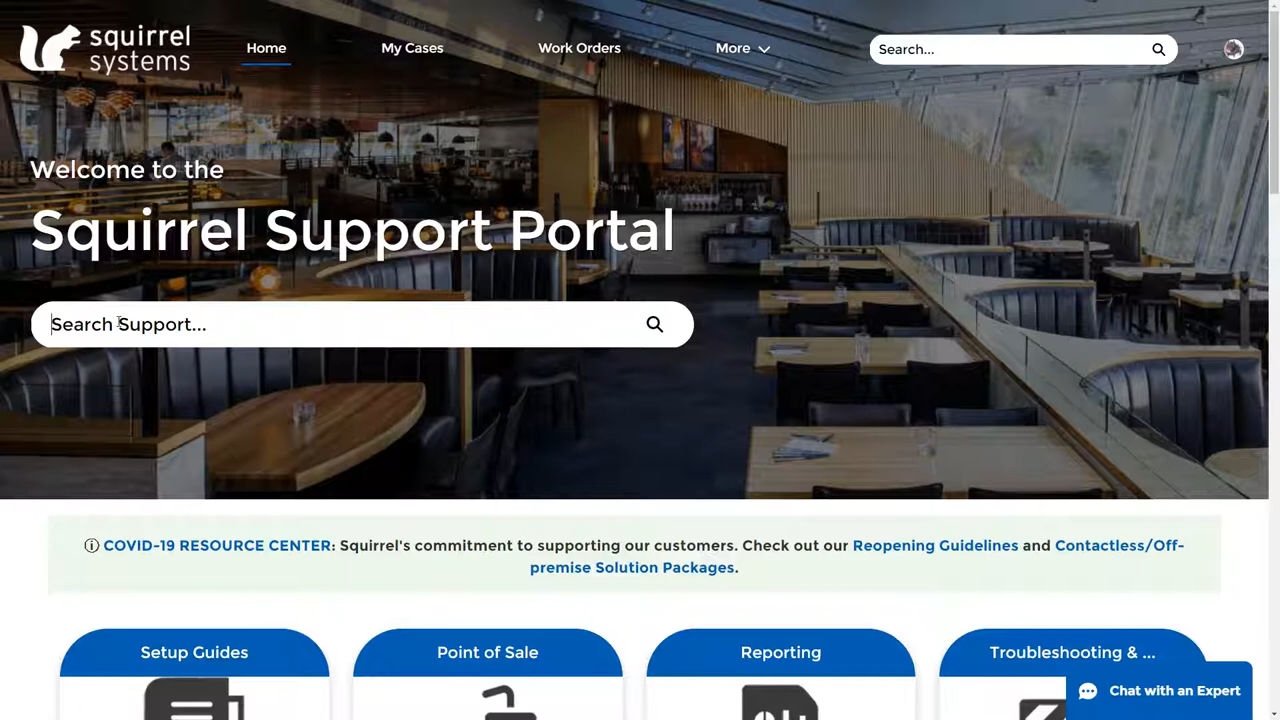 squirrel
systems
Home
My Cases
Work Orders
More
Search...
Welcome to the
Squirrel Support Portal
Search Support...
COVID-19 RESOURCE CENTER: Squirrel's commitment to supporting our customers. Check out our Reopening Guidelines and Contactless/Off-
premise Solution Packages.
Setup Guides
Point of Sale
Reporting
Troubleshooting & ...
Chat with an Expert